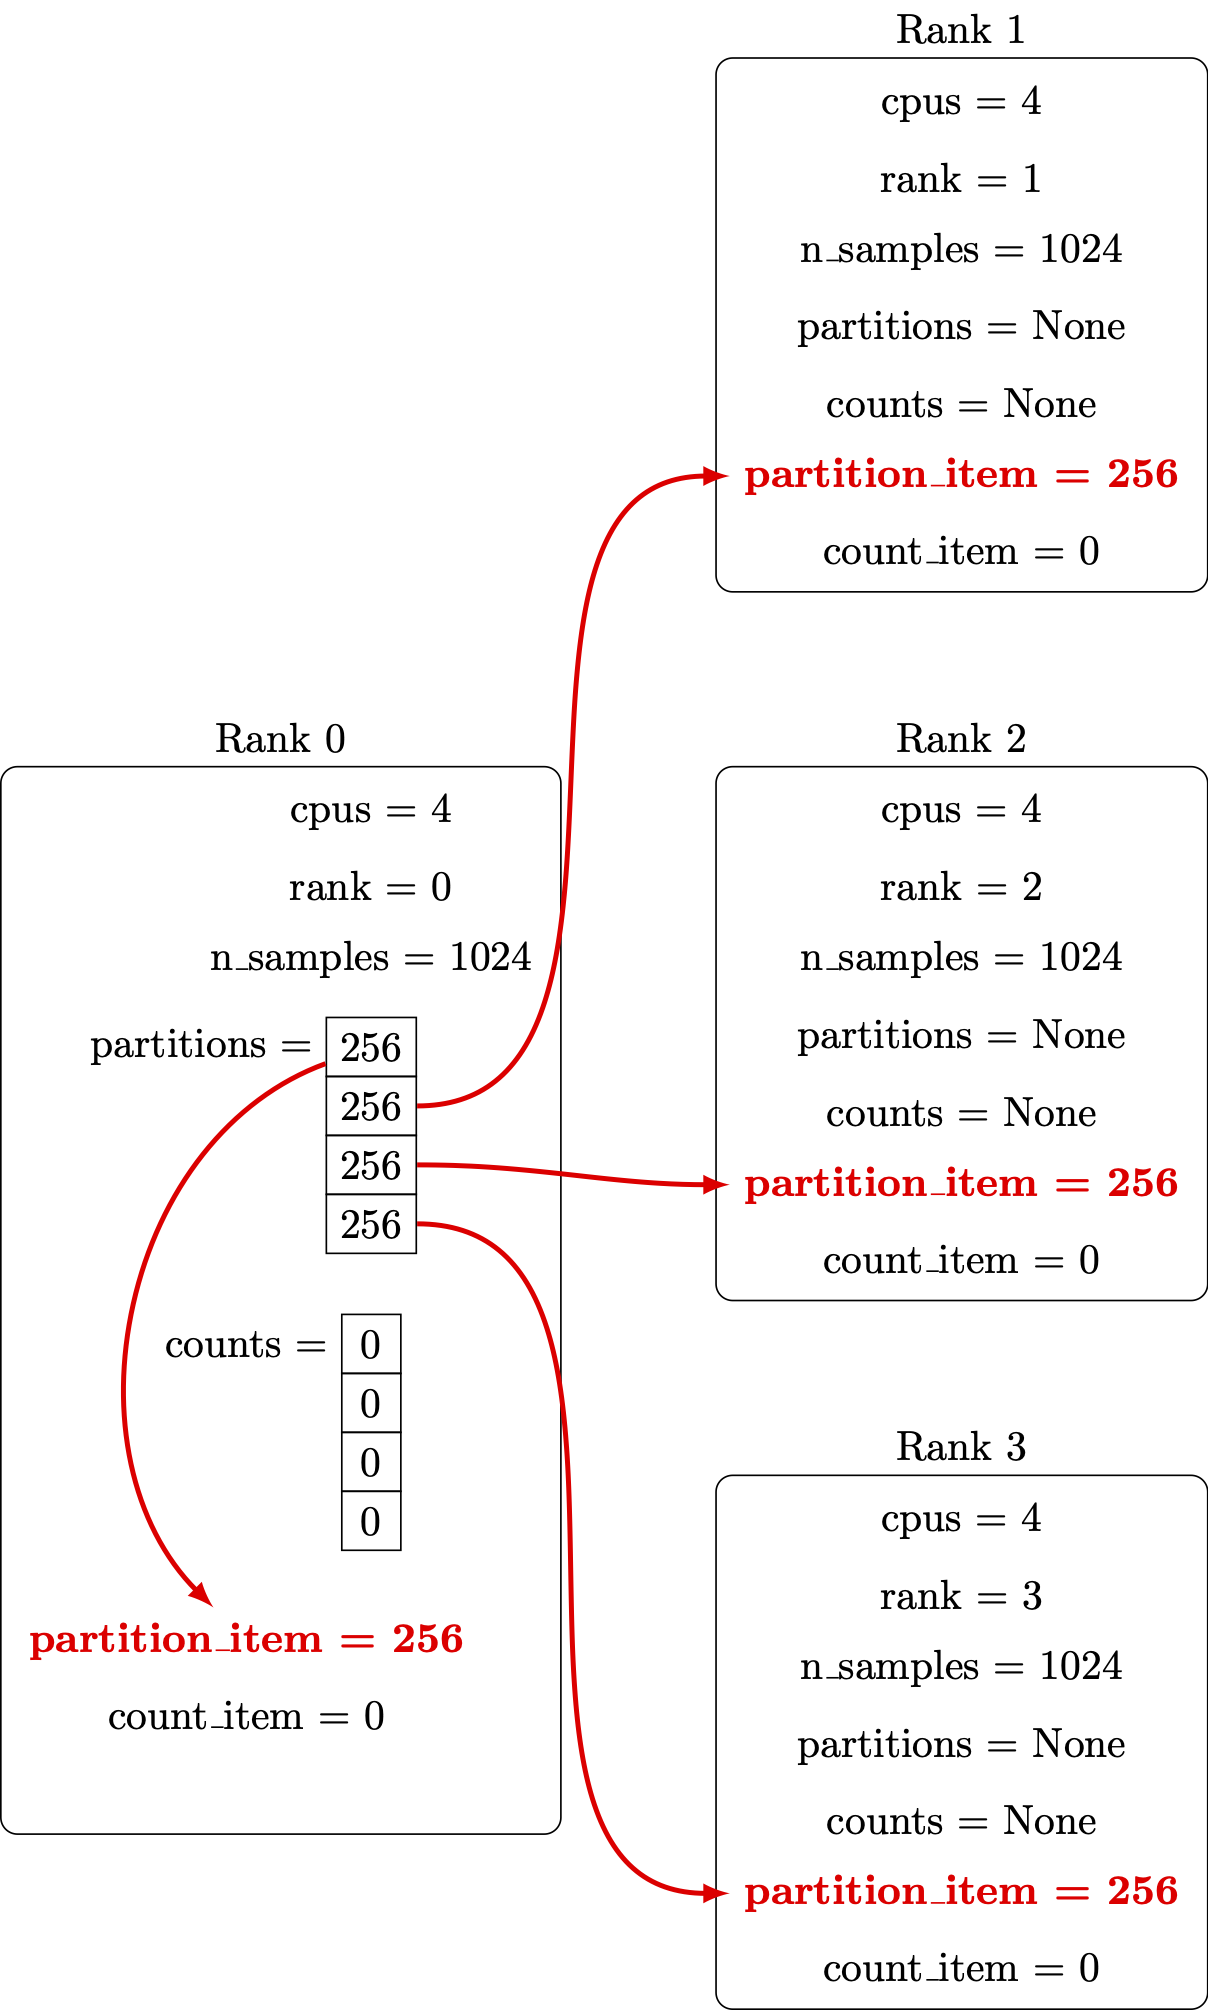 Rank 1
cpus = 4
rank = 1
n_samples = 1024
partitions = None
counts = None
partition_item = 256
count_item = 0
Rank 0
cpus = 4
rank = 0
n_samples = 1024
partitions = 256
256
256
256
counts = 0
0
0
0
partition_item = 256
count_item = 0
Rank 2
cpus = 4
rank = 2
n_samples = 1024
partitions = None
counts = None
partition_item = 256
count_item = 0
Rank 3
cpus = 4
rank = 3
n_samples = 1024
partitions = None
counts = None
partition_item = 256
count_item = 0